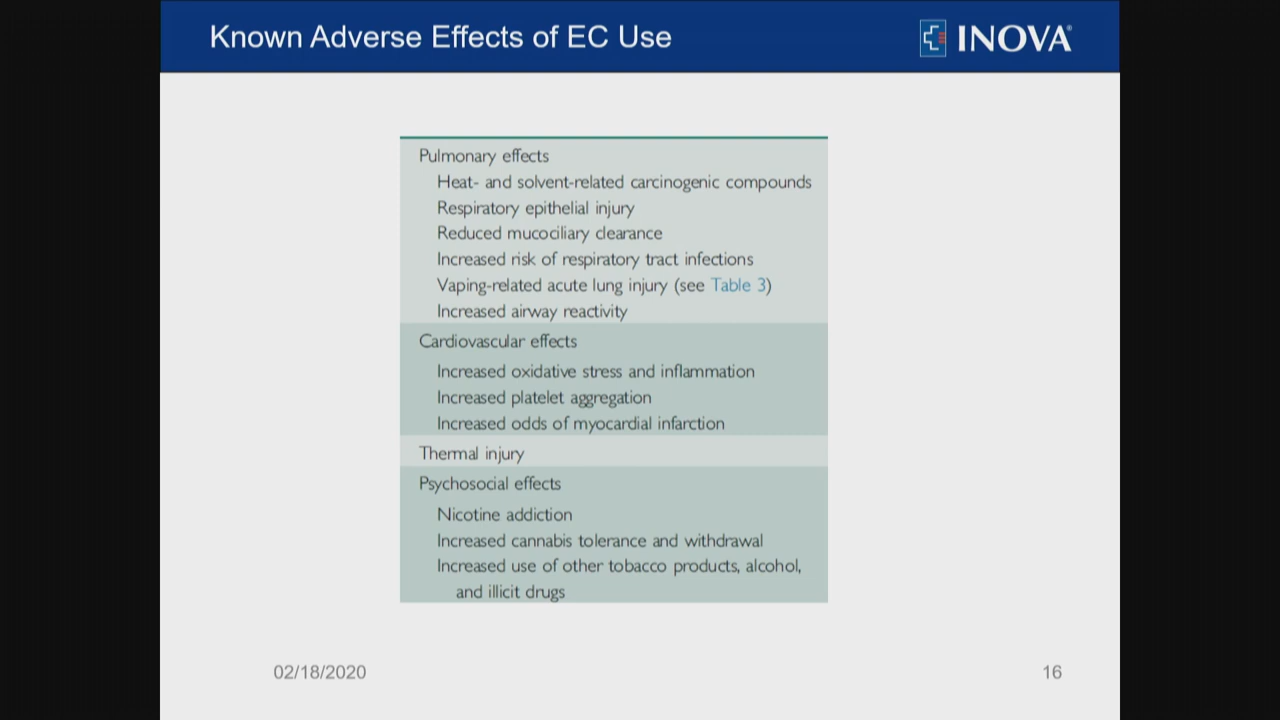 Known Adverse Effects of EC Use
INOVA®
Pulmonary effects
Heat- and solvent-related carcinogenic compounds
Respiratory epithelial injury
Reduced mucociliary clearance
Increased risk of respiratory tract infections
Vaping-related acute lung injury (see Table 3)
Increased airway reactivity
Cardiovascular effects
Increased oxidative stress and inflammation
Increased platelet aggregation
Increased odds of myocardial infarction
Thermal injury
Psychosocial effects
Nicotine addiction
Increased cannabis tolerance and withdrawal
Increased use of other tobacco products, alcohol,
and illicit drugs
02/18/2020
16